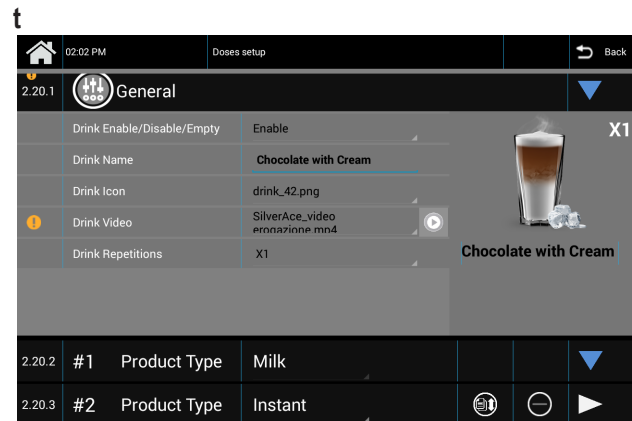 t
02:02 PM Doses setup Back
2.20.1 General
Drink Enable/Disable/Empty Enable
X1
Drink Name Chocolate with Cream
Drink Icon drink_42.png
Drink Video SilverAce_video
erogazione.mp4
Drink Repetitions X1
Chocolate with Cream
2.20.2 #1 Product Type Milk
2.20.3 #2 Product Type Instant